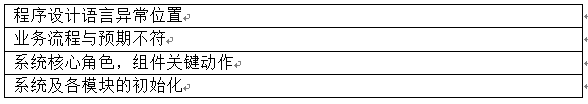 程序设计语言异常位置
业务流程与预期不符
系统核心角色，组件关键动作
系统及各模块的初始化